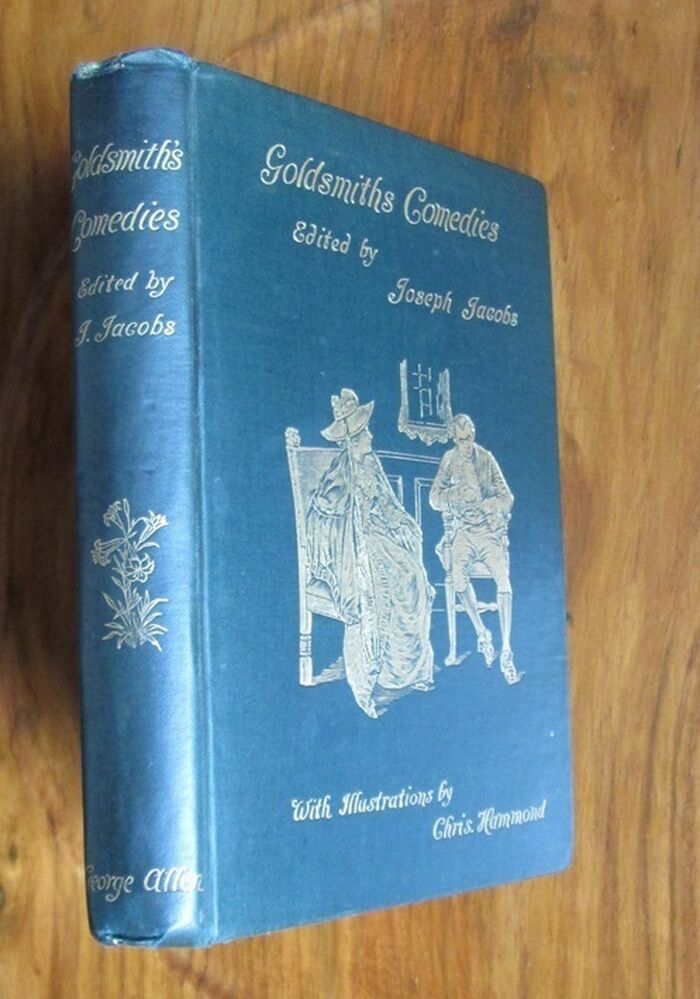 Goldsmith's
Comedies
Edited by
J. Jacobs
George Allen
Goldsmiths Comedies
Edited by
Joseph Jacobs
With Illustrations by
Chris. Hammond